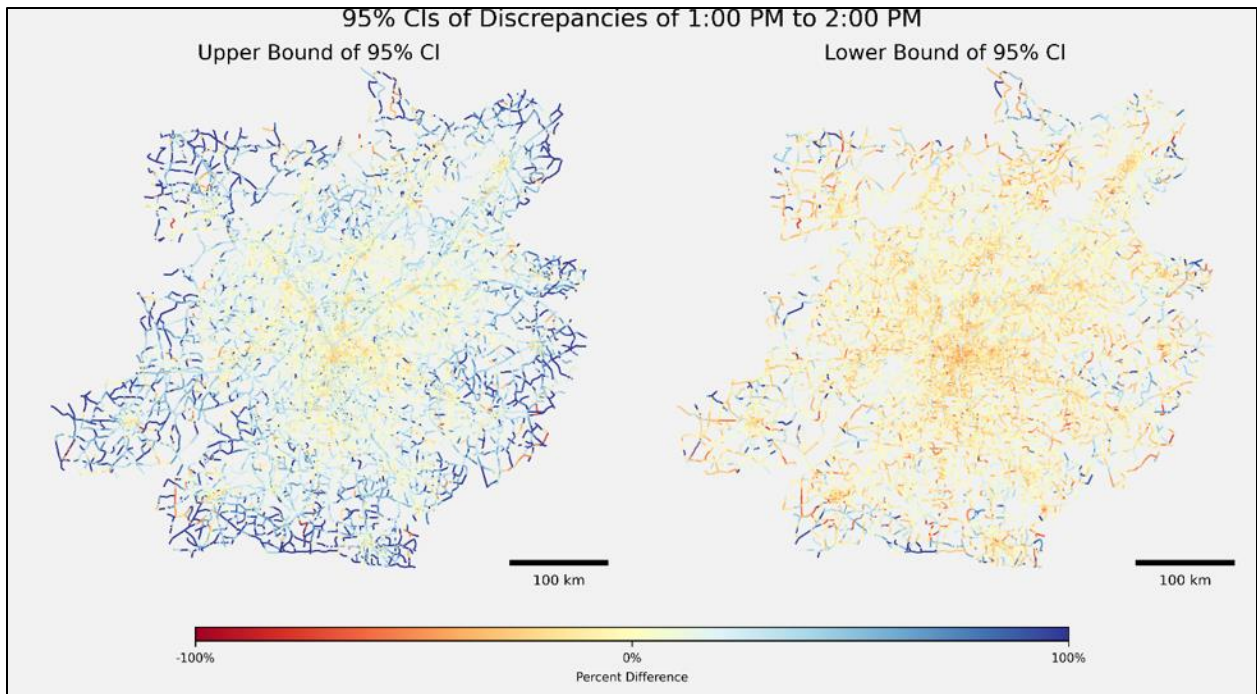 95% CIs of Discrepancies of 1:00 PM to 2:00 PM
Upper Bound of 95% CI
Lower Bound of 95% CI
100 km
100 km
-100%
0%
100%
Percent Difference